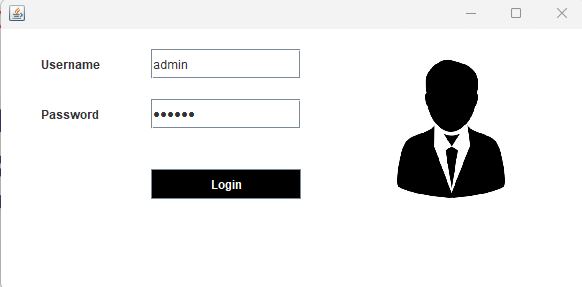 Username
admin
Password
••••••
Login